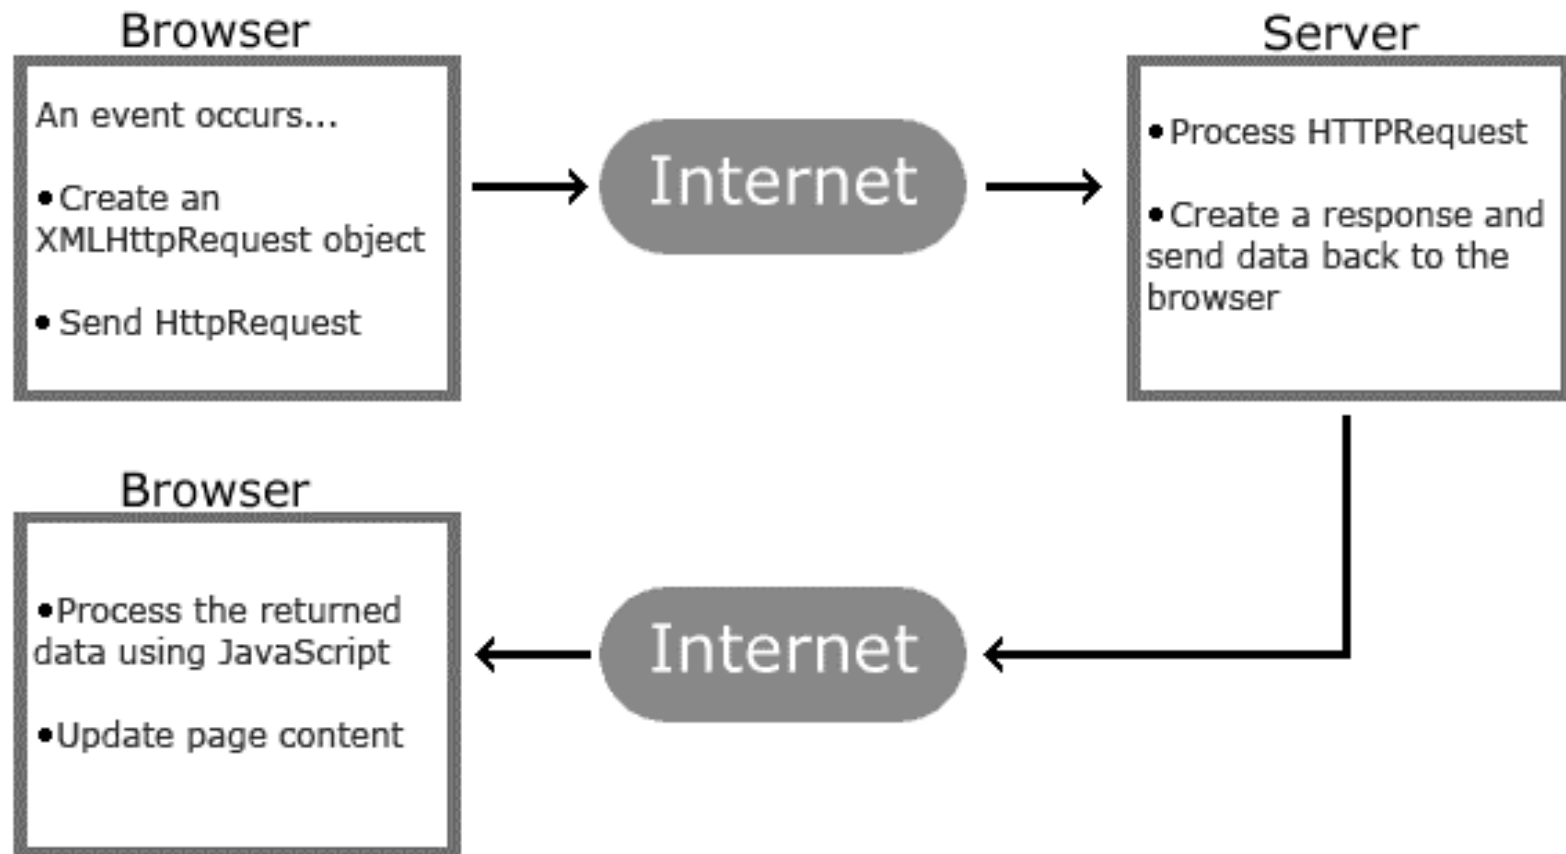 Browser
An event occurs...
•Create an
XMLHttpRequest object
• Send HttpRequest
Internet
Server
•Process HTTPRequest
•Create a response and
send data back to the
browser
Browser
•Process the returned
data using JavaScript
•Update page content
Internet